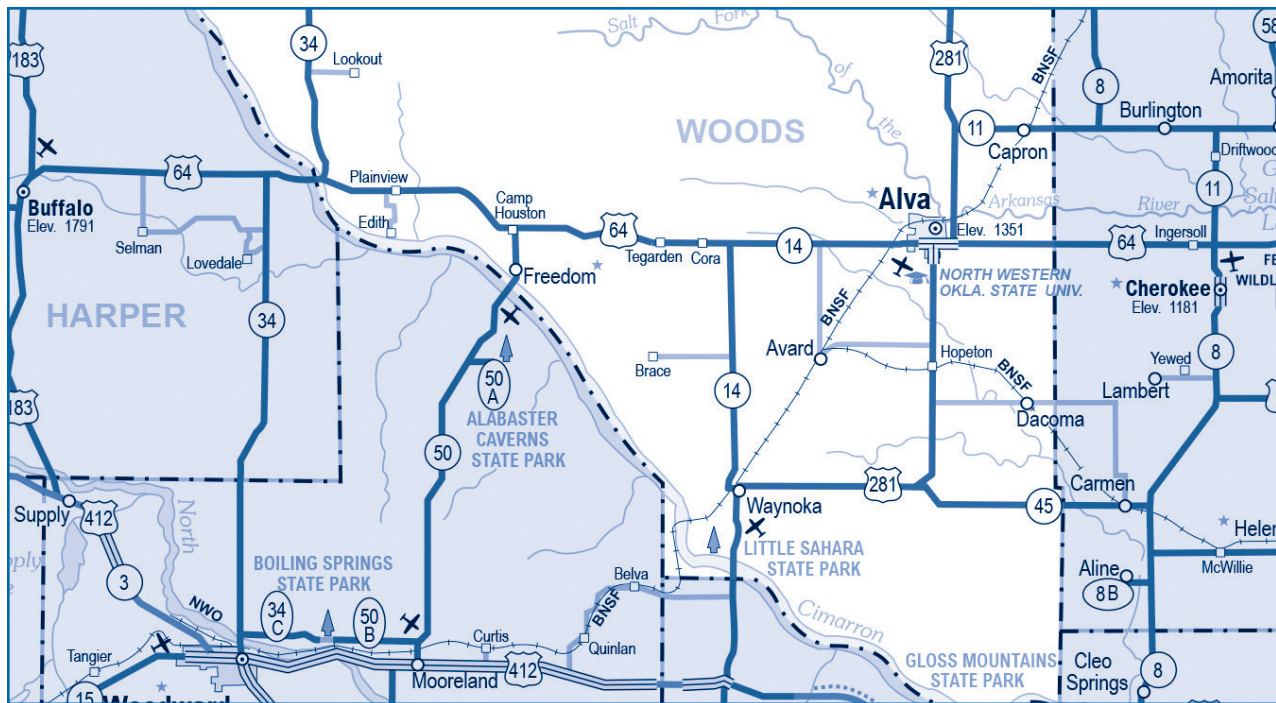 Salt Fork
of
the
58
183
34
Lookout
281
BNSF
8
Amorita
WOODS
Burlington
11
Capron
Driftwood
64
Plainview
Alva
Arkansas
River
11
Buffalo
Elev. 1791
Camp
Houston
Edith
Elev. 1351
Selman
64
14
64
Ingersoll
Lovedale
Tegarden
Cora
Freedom
NORTH WESTERN
OKLA. STATE UNIV.
WILDL
Cherokee
Elev. 1181
HARPER
34
BNSF
Avard
Hopeton
8
Brace
Yewed
50
A
BNSF
Lambert
14
183
ALABASTER
CAVERNS
STATE PARK
Dacoma
50
281
Carmen
Waynoka
45
Supply
412
North
Helen
LITTLE SAHARA
STATE PARK
BOILING SPRINGS
STATE PARK
Belva
McWillie
Aline
8B
3
NWO
34
C
50
B
BNSF
Cimarron
Curtis
Quinlan
Tangier
412
GLOSS MOUNTAINS
STATE PARK
Cleo
Springs
8
Mooreland
15
Woodward